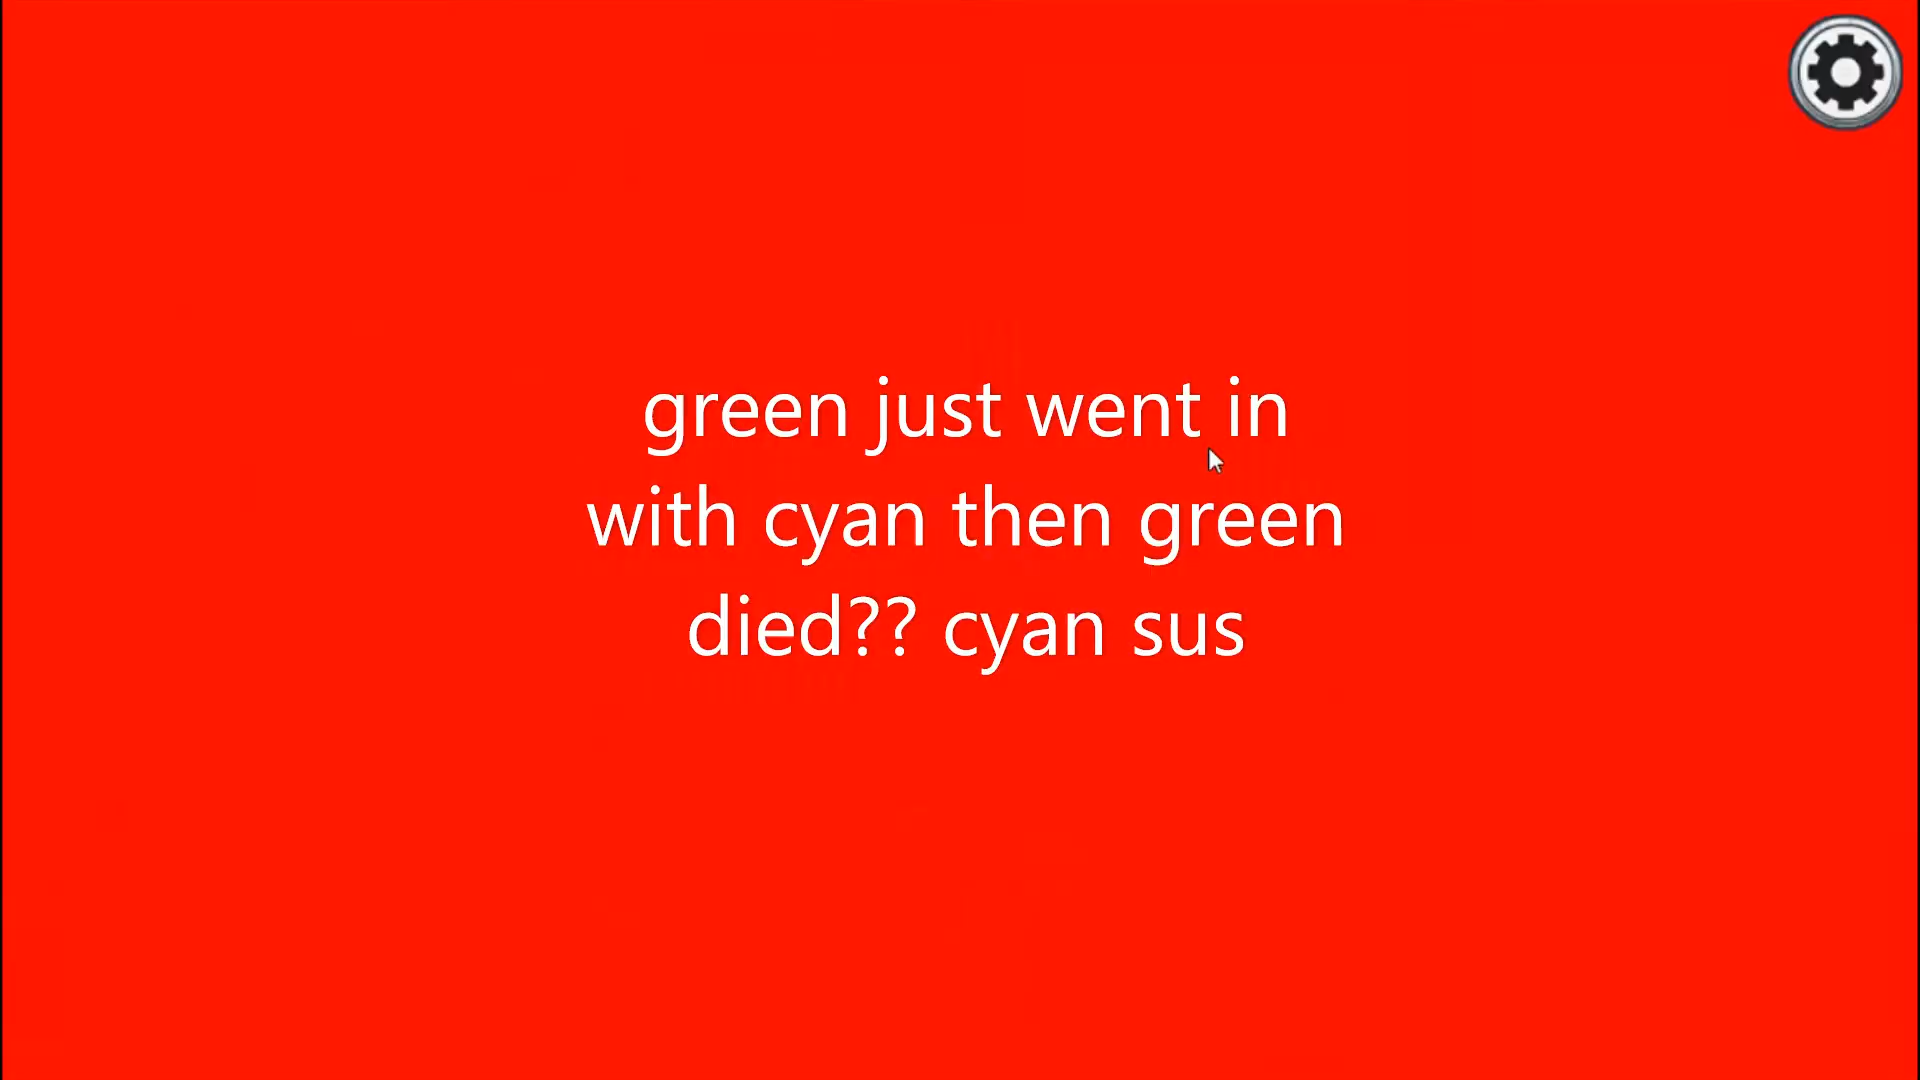 green just went in
with cyan then green
died?? cyan sus